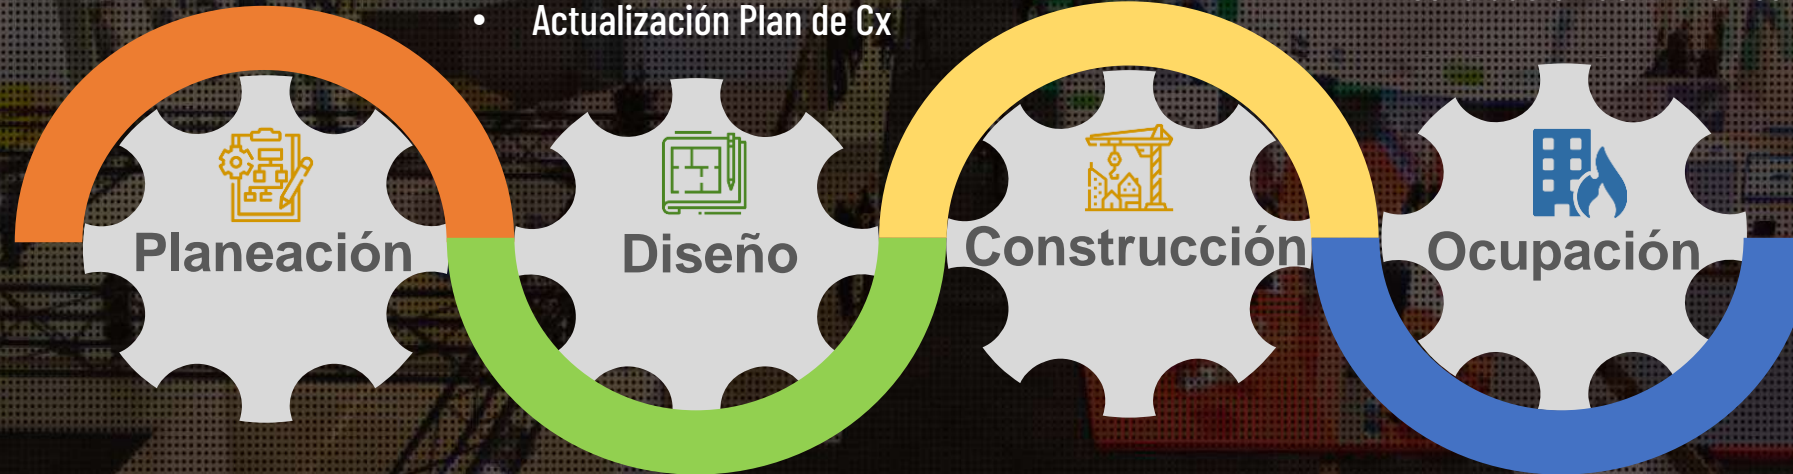 • Actualización Plan de Cx
Planeación
Diseño
Construcción
Ocupación